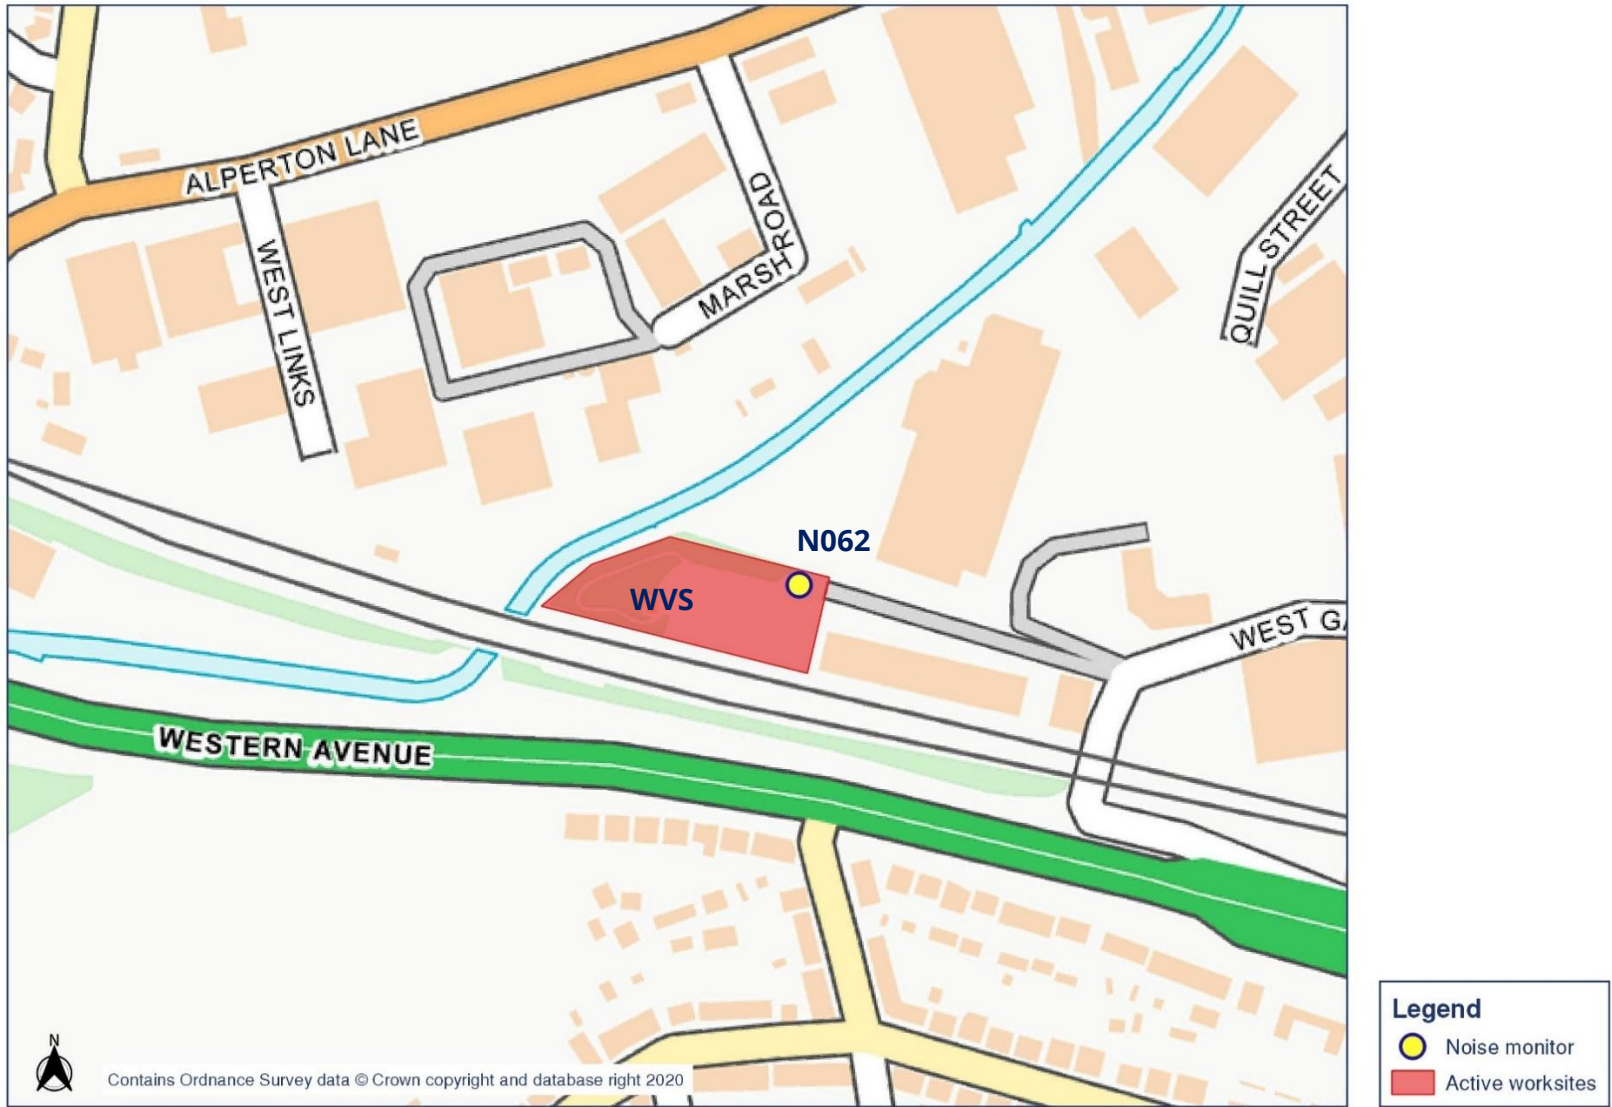 ALPERTON LANE
WEST LINKS
MARSH ROAD
QUILL STREET
N062
WVS
WEST GA
WESTERN AVENUE
N
Contains Ordnance Survey data © Crown copyright and database right 2020
Legend
Noise monitor
Active worksites